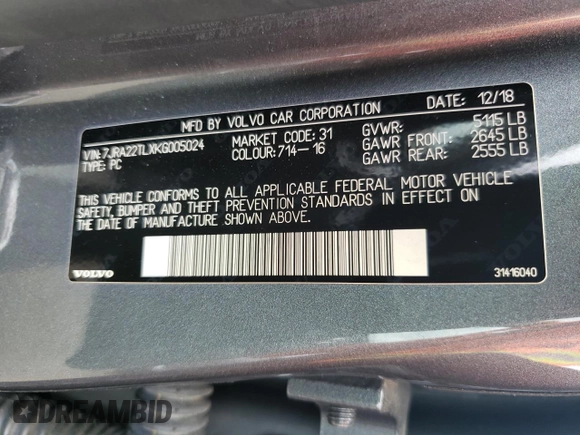 MFD BY VOLVO CAR CORPORATION DATE: 12/18
VIN:7JRA22TLXKG005024 MARKET CODE: 31 GVWR: 5115 LB
TYPE: PC COLOUR:714-16 GAWR FRONT: 2645 LB
GAWR REAR: 2555 LB
THIS VEHICLE CONFORMS TO ALL APPLICABLE FEDERAL MOTOR VEHICLE
SAFETY, BUMPER AND THEFT PREVENTION STANDARDS IN EFFECT ON
THE DATE OF MANUFACTURE SHOWN ABOVE.
VOLVO 31416040
DREAMBID